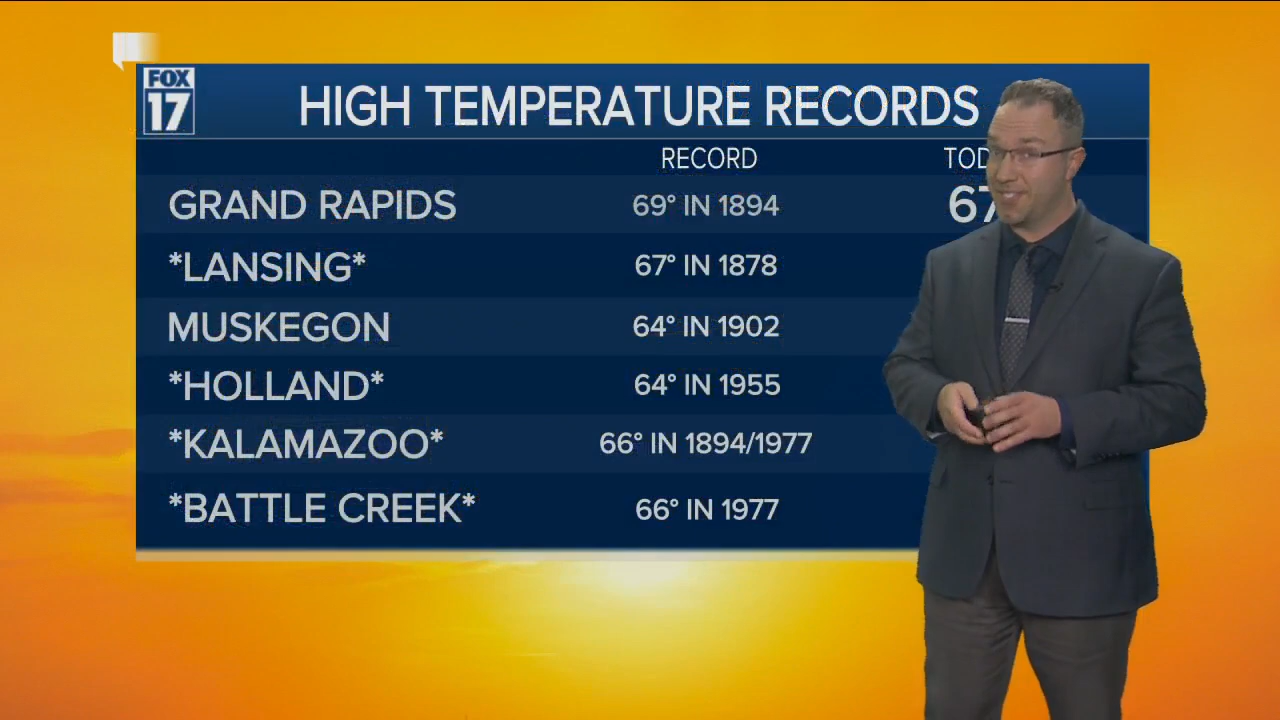 FOX
17
HIGH TEMPERATURE RECORDS
RECORD
GRAND RAPIDS 69° IN 1894 67
*LANSING* 67° IN 1878
MUSKEGON 64° IN 1902
*HOLLAND* 64° IN 1955
*KALAMAZOO* 66° IN 1894/1977
*BATTLE CREEK* 66° IN 1977